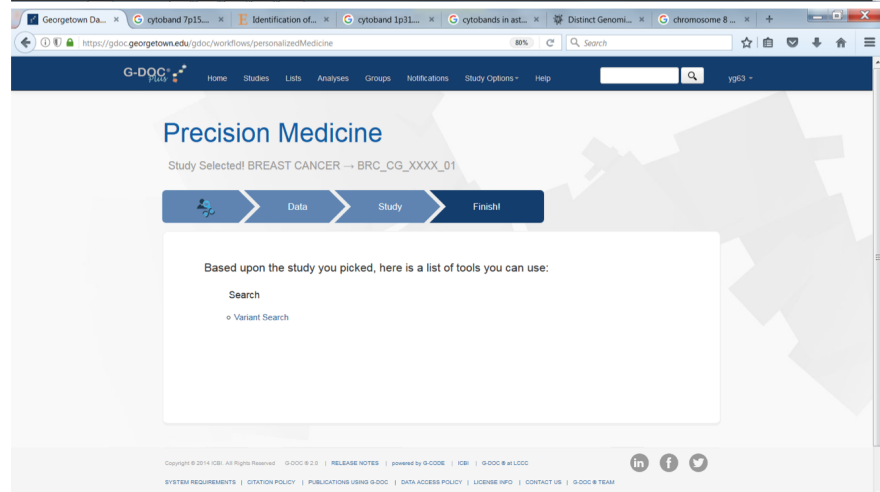 Georgetown Da...
cytoband 7p15....
Identification of...
cytoband 1p31....
cytobands in ast...
Distinct Genomi...
chromosome 8 ...
https://gdoc.georgetown.edu/gdoc/workflows/personalizedMedicine
80%
Search
G-DOC Plus
Home Studies Lists Analyses Groups Notifications Study Options Help
yg63
Precision Medicine
Study Selected! BREAST CANCER → BRC_CG_XXXX_01
Data Study Finish!
Based upon the study you picked, here is a list of tools you can use:
Search
Variant Search
Copyright © 2014 ICBI. All Rights Reserved G-DOC ® 2.0 | RELEASE NOTES | powered by G-CODE | ICBI | G-DOC ® at LCCC
SYSTEM REQUIREMENTS | CITATION POLICY | PUBLICATIONS USING G-DOC | DATA ACCESS POLICY | LICENSE INFO | CONTACT US | G-DOC ® TEAM